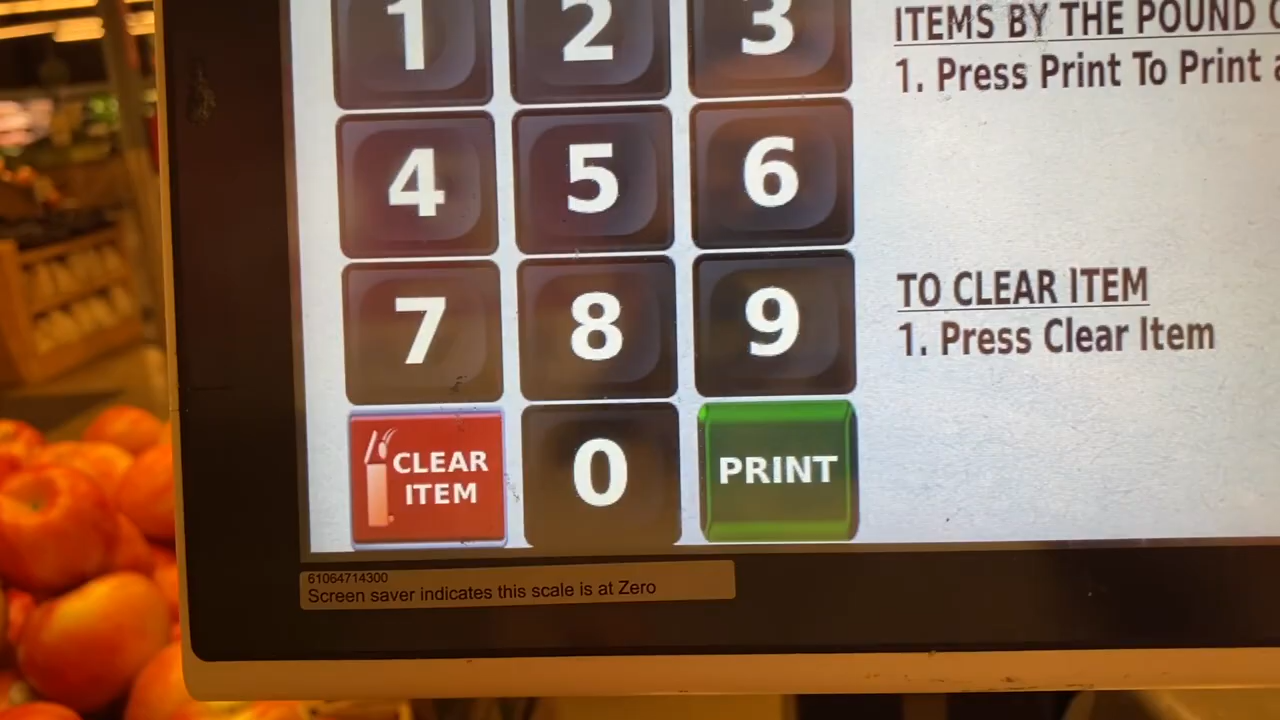 1 2 3
ITEMS BY THE POUND
1. Press Print To Print
4 5 6
7 8 9
TO CLEAR ITEM
1. Press Clear Item
CLEAR
ITEM
0
PRINT
61064714300
Screen saver indicates this scale is at Zero